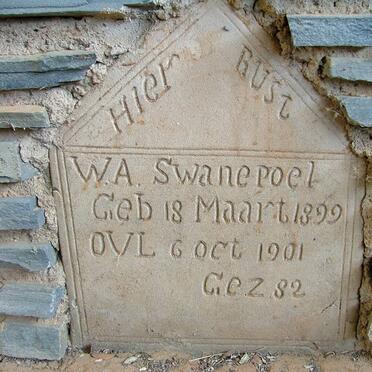 Hier RUST
W.A. Swanepoel
Geb 18 Maart 1899
OVL 6 oct 1901
Gez 82